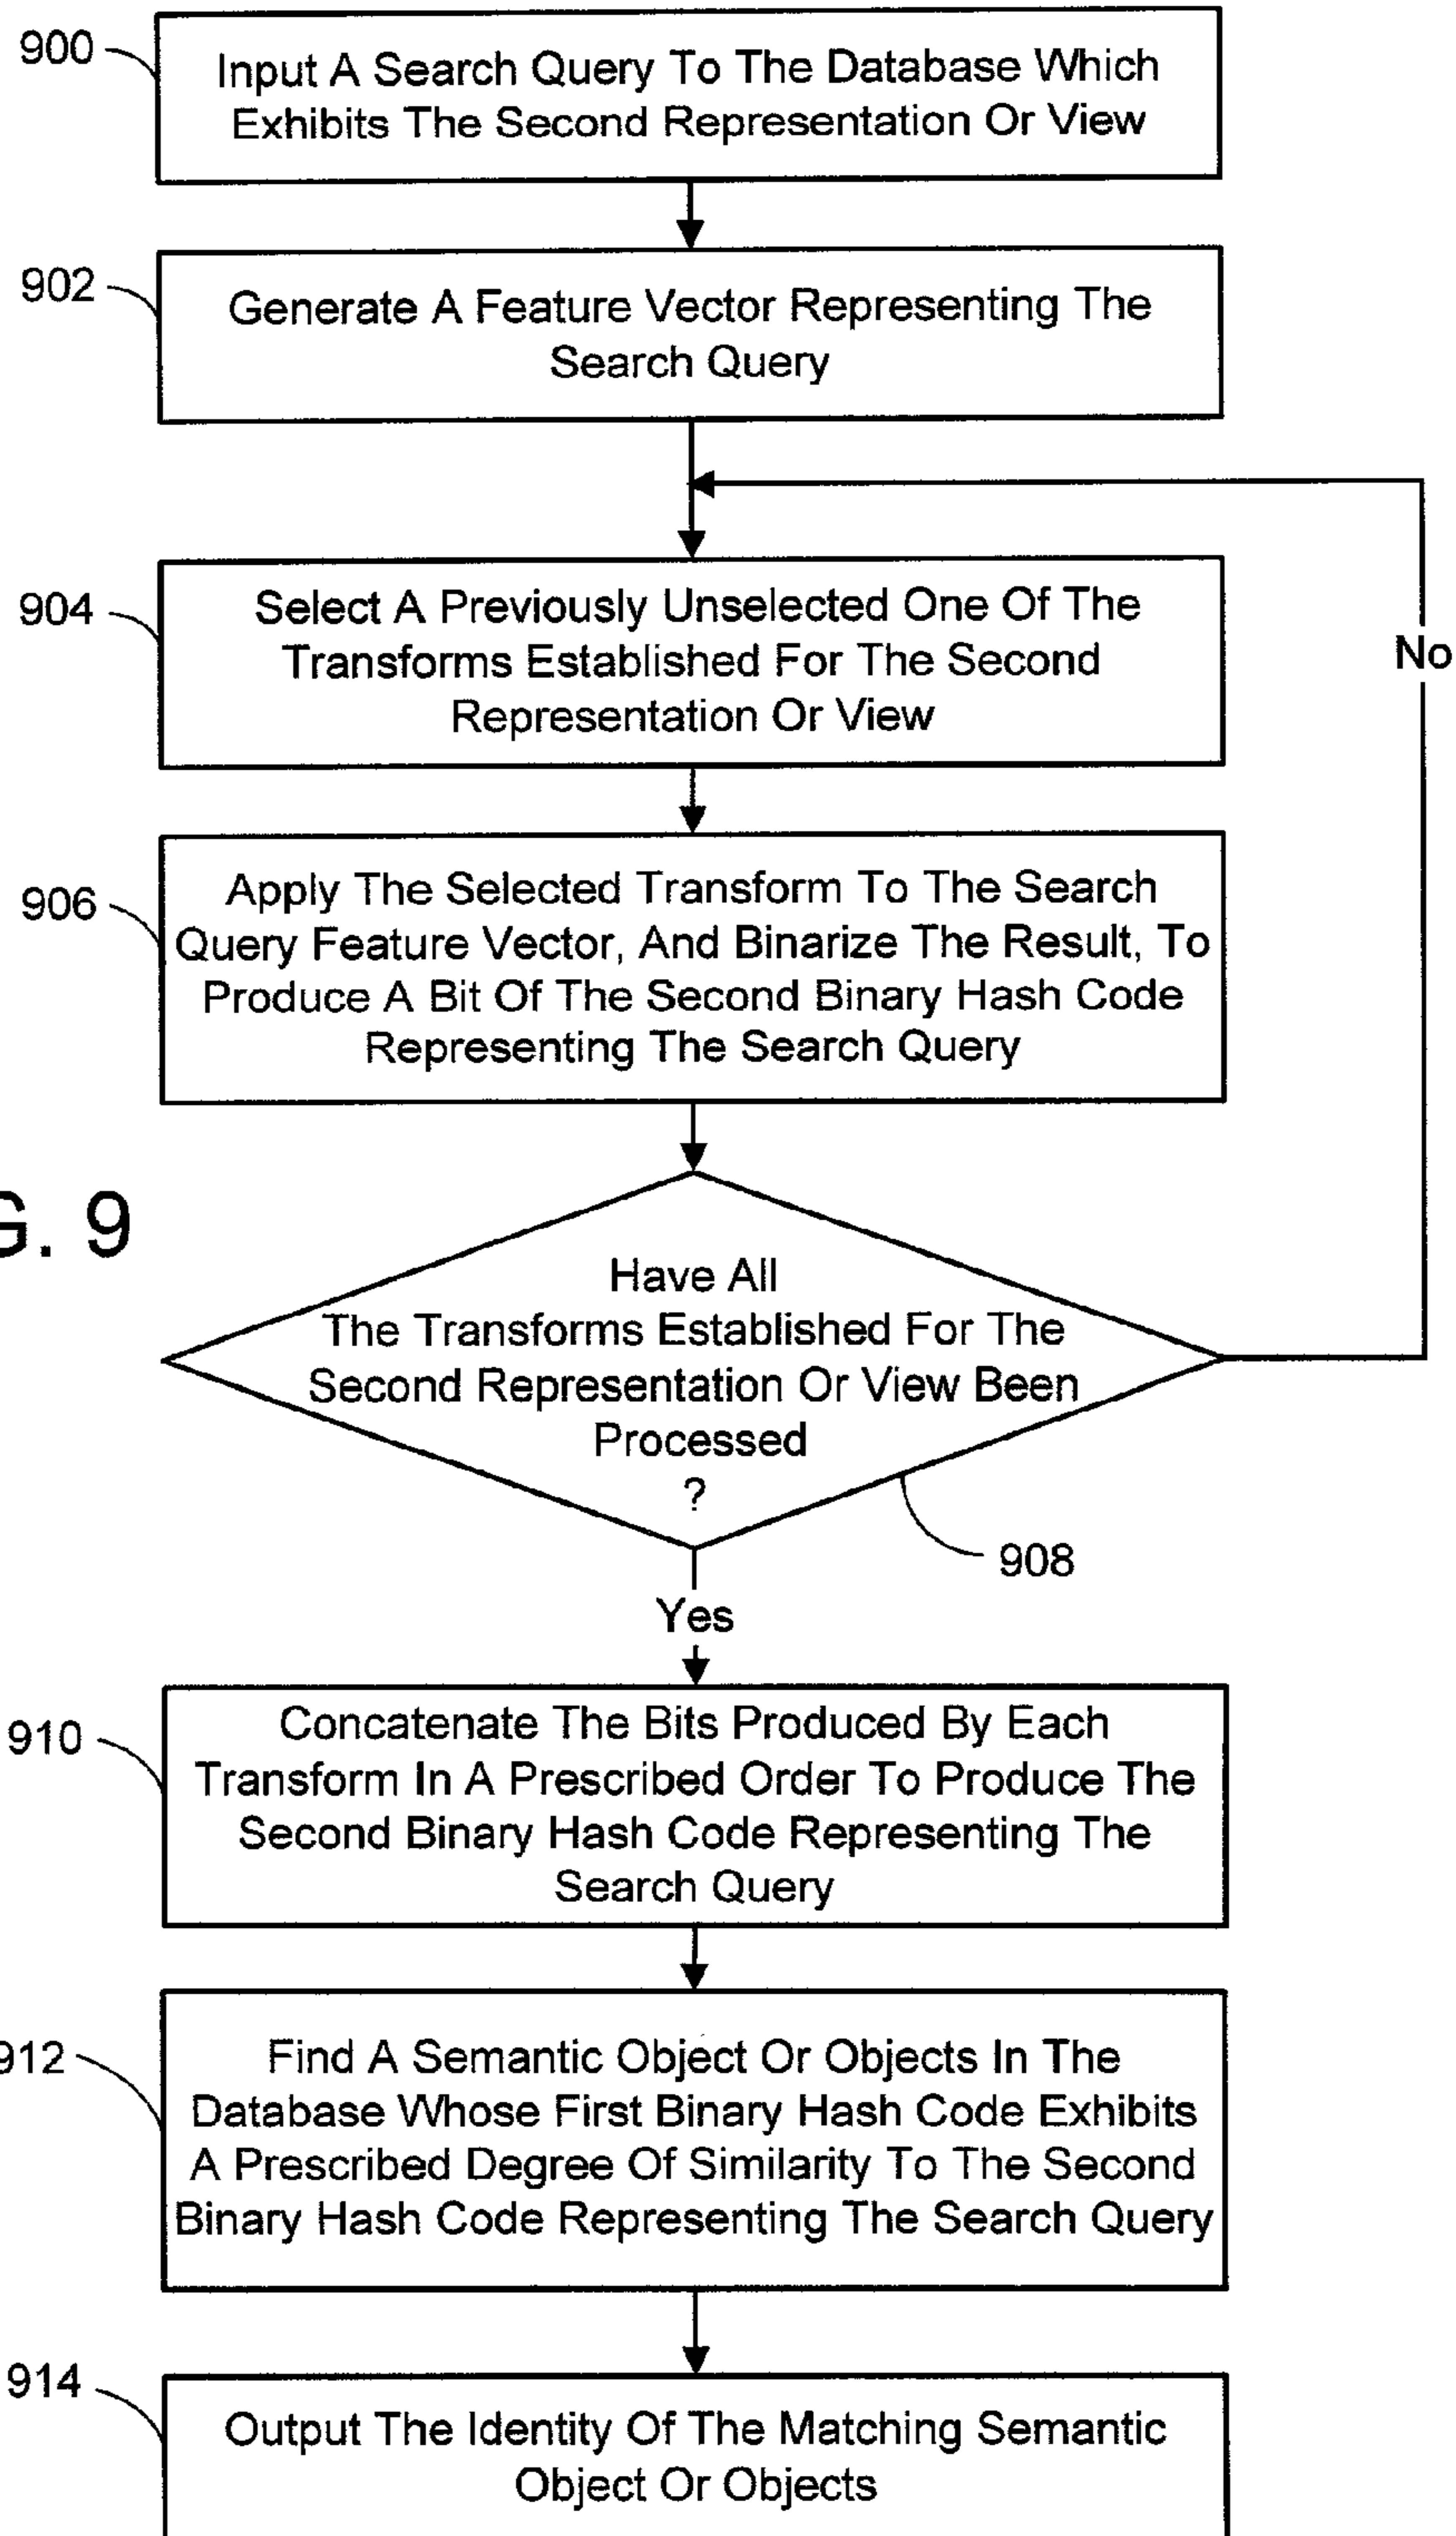 900
Input A Search Query To The Database Which
Exhibits The Second Representation Or View
902
Generate A Feature Vector Representing The
Search Query
904
Select A Previously Unselected One Of The
Transforms Established For The Second
Representation Or View
No
906
Apply The Selected Transform To The Search
Query Feature Vector, And Binarize The Result, To
Produce A Bit Of The Second Binary Hash Code
Representing The Search Query
G. 9
Have All
The Transforms Established For The
Second Representation Or View Been
Processed
?
908
Yes
910
Concatenate The Bits Produced By Each
Transform In A Prescribed Order To Produce The
Second Binary Hash Code Representing The
Search Query
912
Find A Semantic Object Or Objects In The
Database Whose First Binary Hash Code Exhibits
A Prescribed Degree Of Similarity To The Second
Binary Hash Code Representing The Search Query
914
Output The Identity Of The Matching Semantic
Object Or Objects